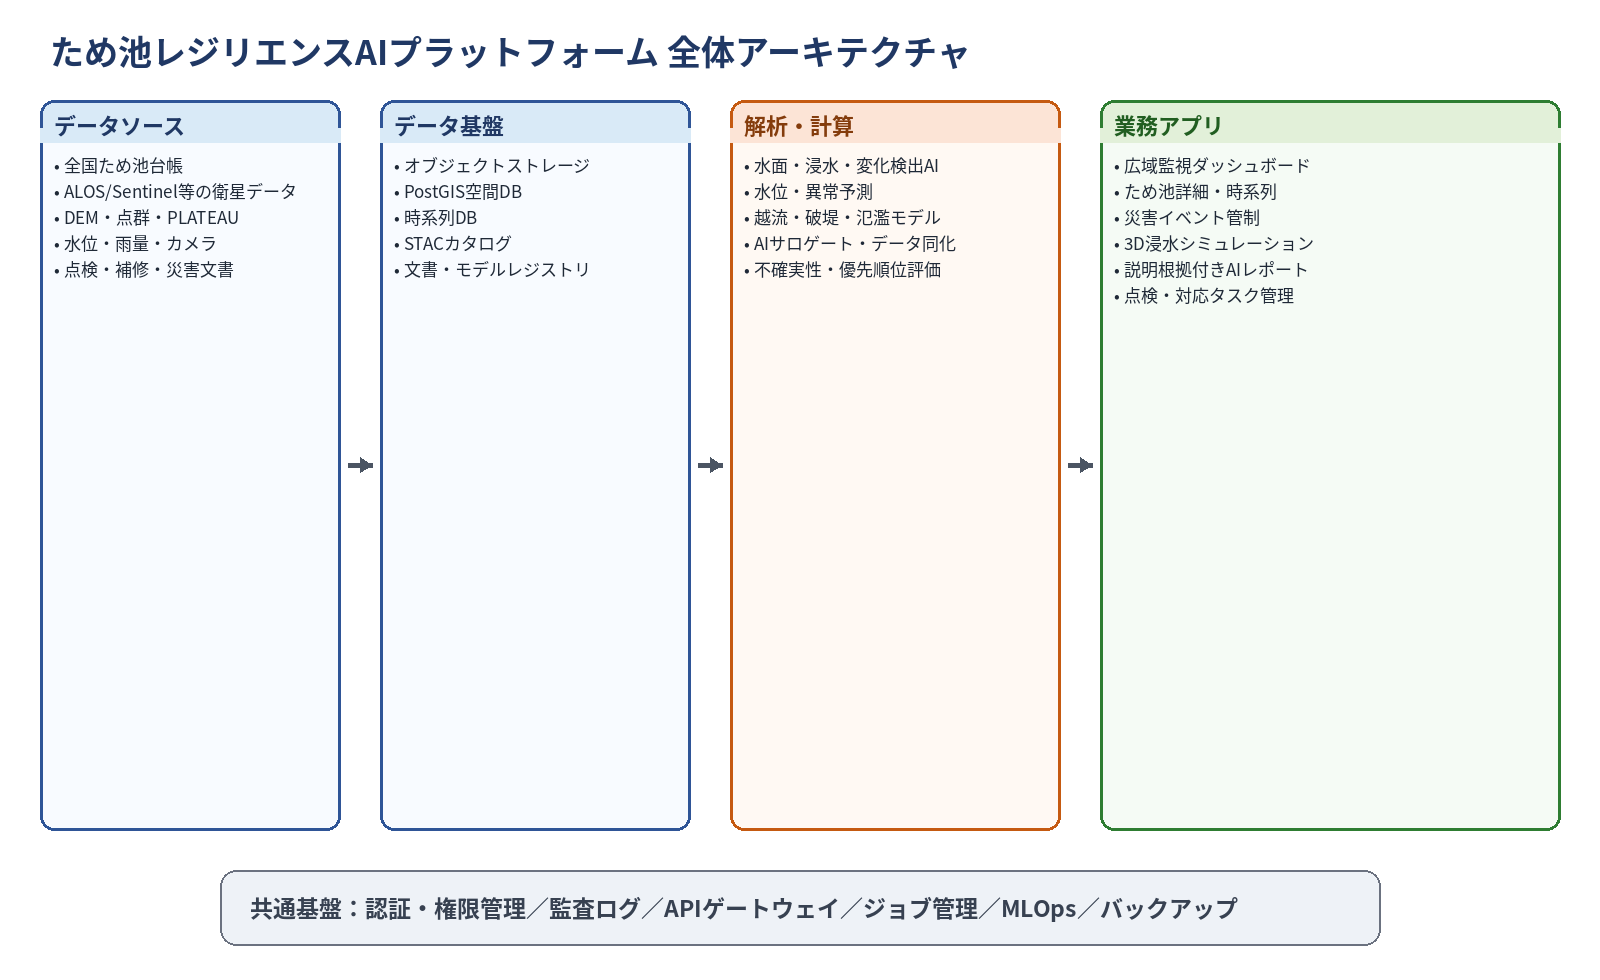 ため池レジリエンスAIプラットフォーム 全体アーキテクチャ
データソース
• 全国ため池台帳
• ALOS/Sentinel等の衛星データ
• DEM・点群・PLATEAU
• 水位・雨量・カメラ
• 点検・補修・災害文書
データ基盤
• オブジェクトストレージ
• PostGIS空間DB
• 時系列DB
• STACカタログ
• 文書・モデルレジストリ
解析・計算
• 水面・浸水・変化検出AI
• 水位・異常予測
• 越流・破堤・氾濫モデル
• AIサロゲート・データ同化
• 不確実性・優先順位評価
業務アプリ
• 広域監視ダッシュボード
• ため池詳細・時系列
• 災害イベント管制
• 3D浸水シミュレーション
• 説明根拠付きAIレポート
• 点検・対応タスク管理
共通基盤：認証・権限管理／監査ログ／APIゲートウェイ／ジョブ管理／MLOps／バックアップ